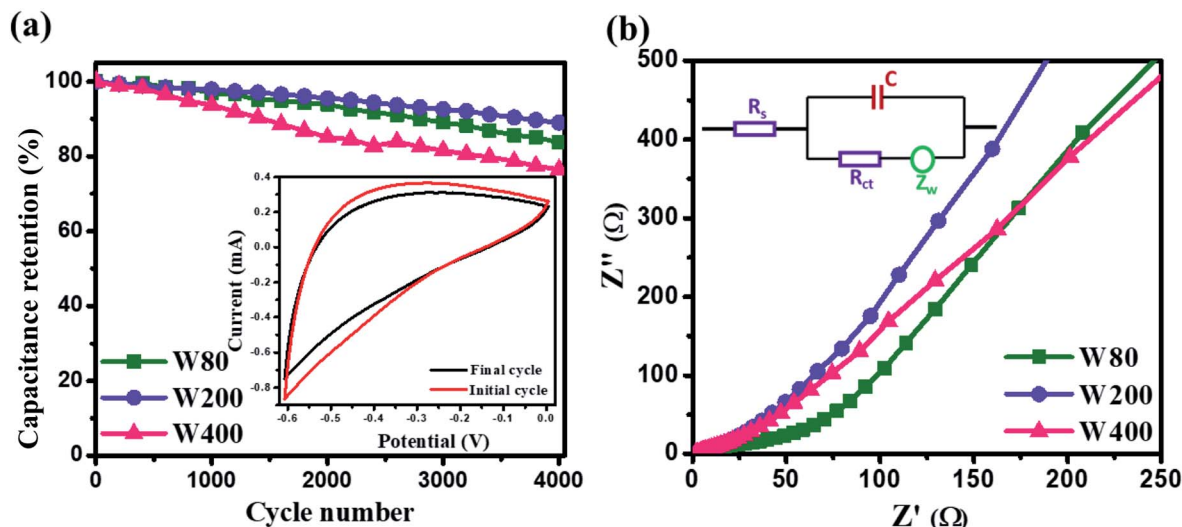 (a)
Capacitance retention (%)
100
80
60
40
20
0
0 1000 2000 3000 4000
Cycle number
W80
W200
W400
Current (mA)
0.4
0.2
0.0
-0.2
-0.4
-0.6
-0.8
-0.6 -0.5 -0.4 -0.3 -0.2 -0.1 0.0
Potential (V)
Final cycle
Initial cycle
(b)
Z'' (Ω)
500
400
300
200
100
0
0 50 100 150 200 250
Z' (Ω)
Rs
C
Rct
Zw
W80
W200
W400